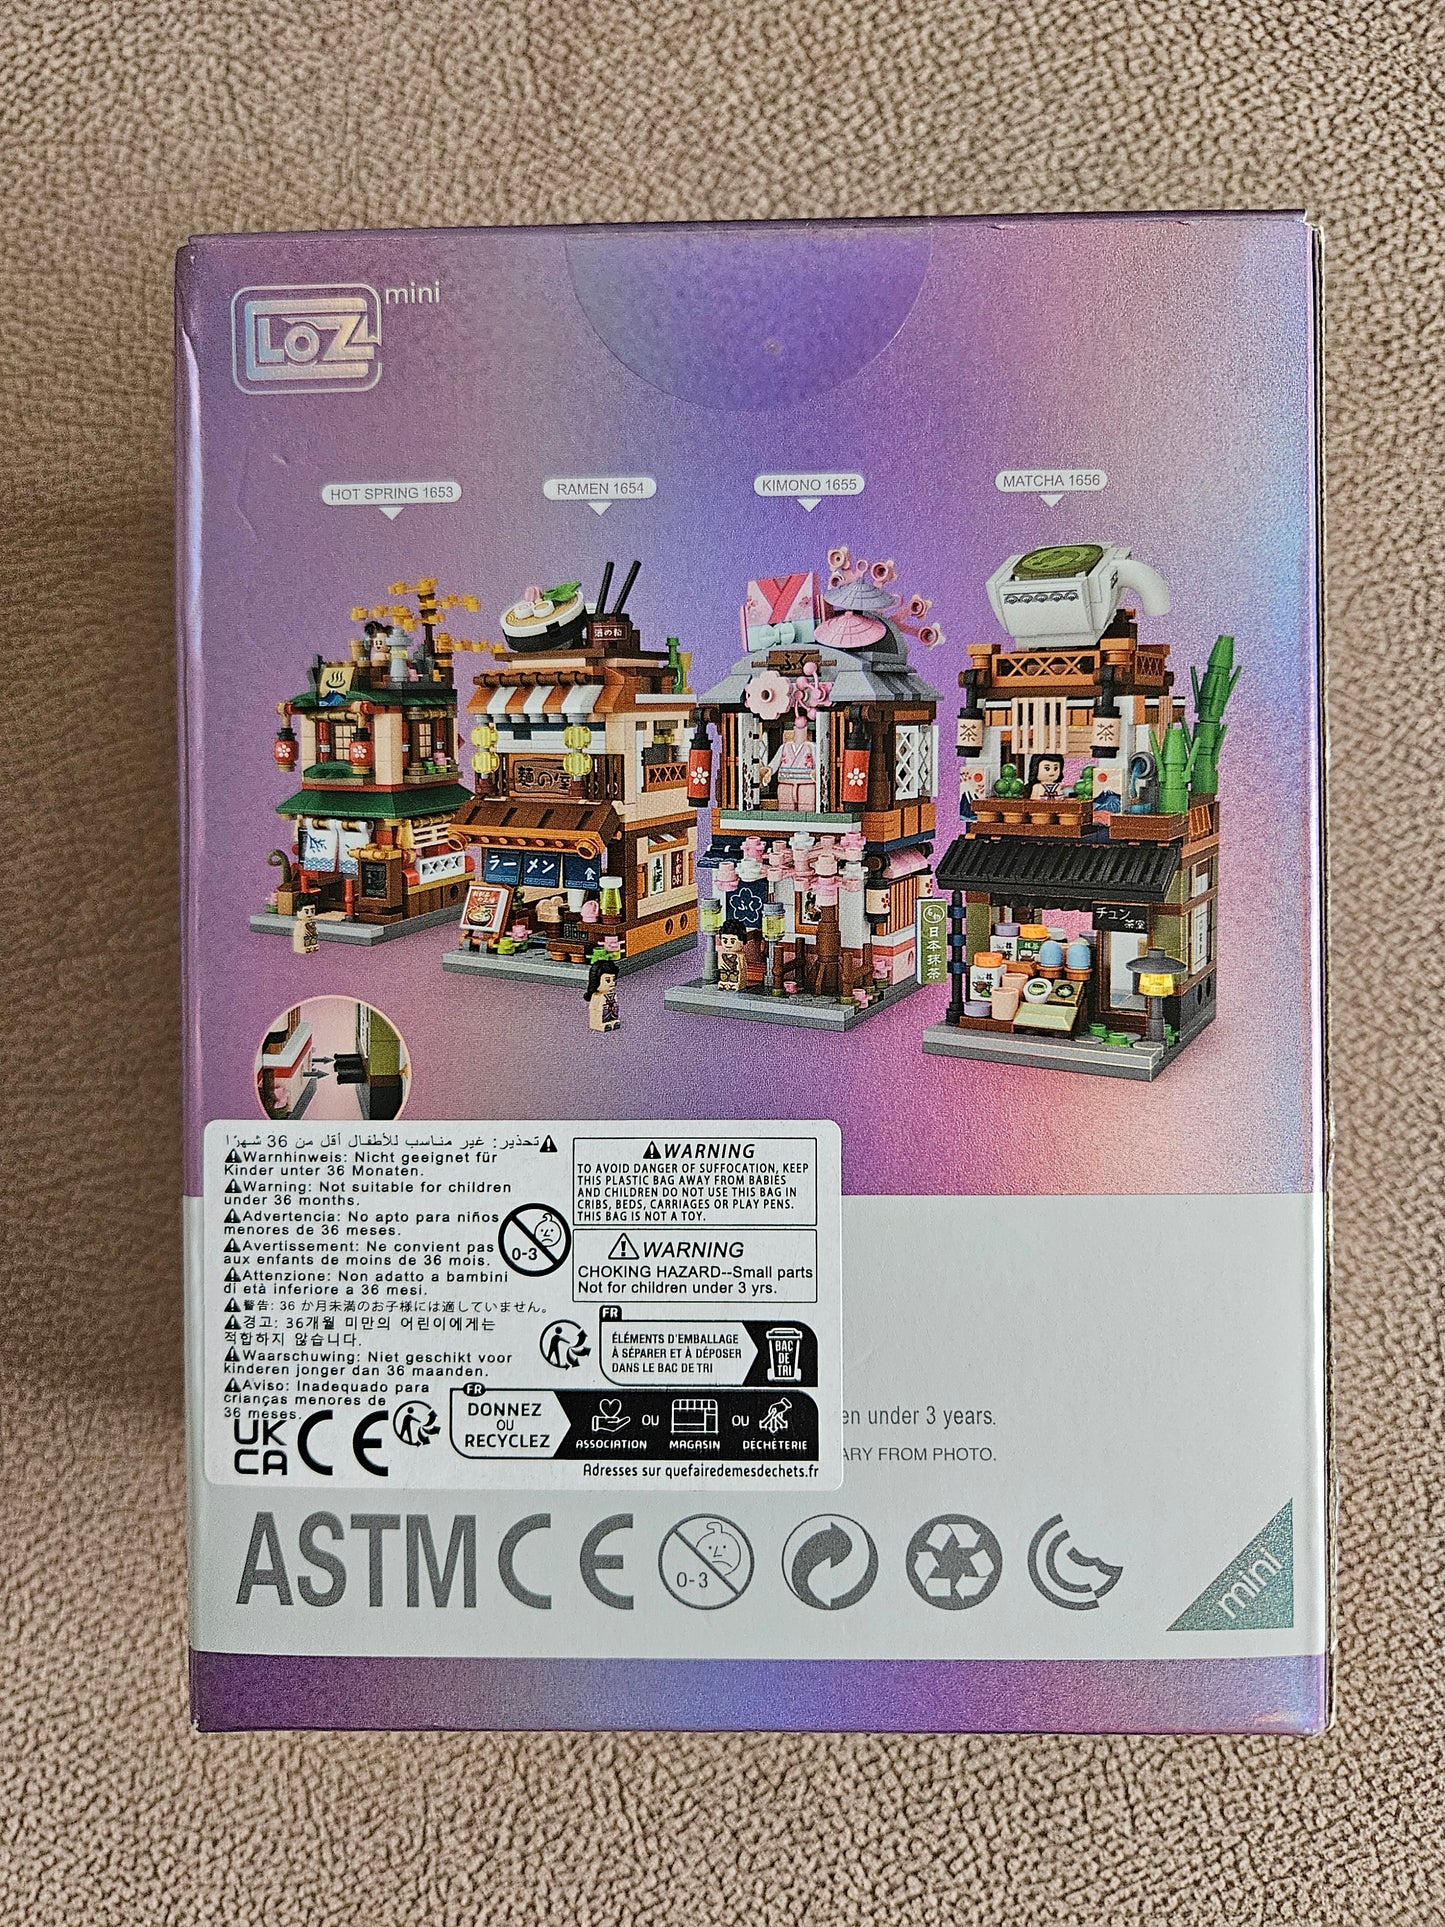 LOZ mini
HOT SPRING 1653
RAMEN 1654
KIMONO 1655
MATCHA 1656
麺の屋
ラーメン 食
ふく
茶
茶
チュン
茶室
日本抹茶
تحذير: غير مناسب للأطفال أقل من 36 شهرًا
Warnhinweis: Nicht geeignet für
Kinder unter 36 Monaten.
Warning: Not suitable for children
under 36 months.
Advertencia: No apto para niños
menores de 36 meses.
Avertissement: Ne convient pas
aux enfants de moins de 36 mois.
Attenzione: Non adatto a bambini
di età inferiore a 36 mesi.
警告: 36 か月未満のお子様には適していません。
경고: 36개월 미만의 어린이에게는
적합하지 않습니다.
Waarschuwing: Niet geschikt voor
kinderen jonger dan 36 maanden.
Aviso: Inadequado para
crianças menores de
36 meses.
0-3
WARNING
TO AVOID DANGER OF SUFFOCATION, KEEP
THIS PLASTIC BAG AWAY FROM BABIES
AND CHILDREN DO NOT USE THIS BAG IN
CRIBS, BEDS, CARRIAGES OR PLAY PENS.
THIS BAG IS NOT A TOY.
WARNING
CHOKING HAZARD--Small parts
Not for children under 3 yrs.
FR
ÉLÉMENTS D'EMBALLAGE
À SÉPARER ET À DÉPOSER
DANS LE BAC DE TRI
BAC
DE
TRI
FR
DONNEZ
OU
RECYCLEZ
ASSOCIATION OU MAGASIN OU DÉCHÈTERIE
Adresses sur quefairedemesdechets.fr
UK
CA CE
en under 3 years.
ARY FROM PHOTO.
ASTM CE 0-3
mini